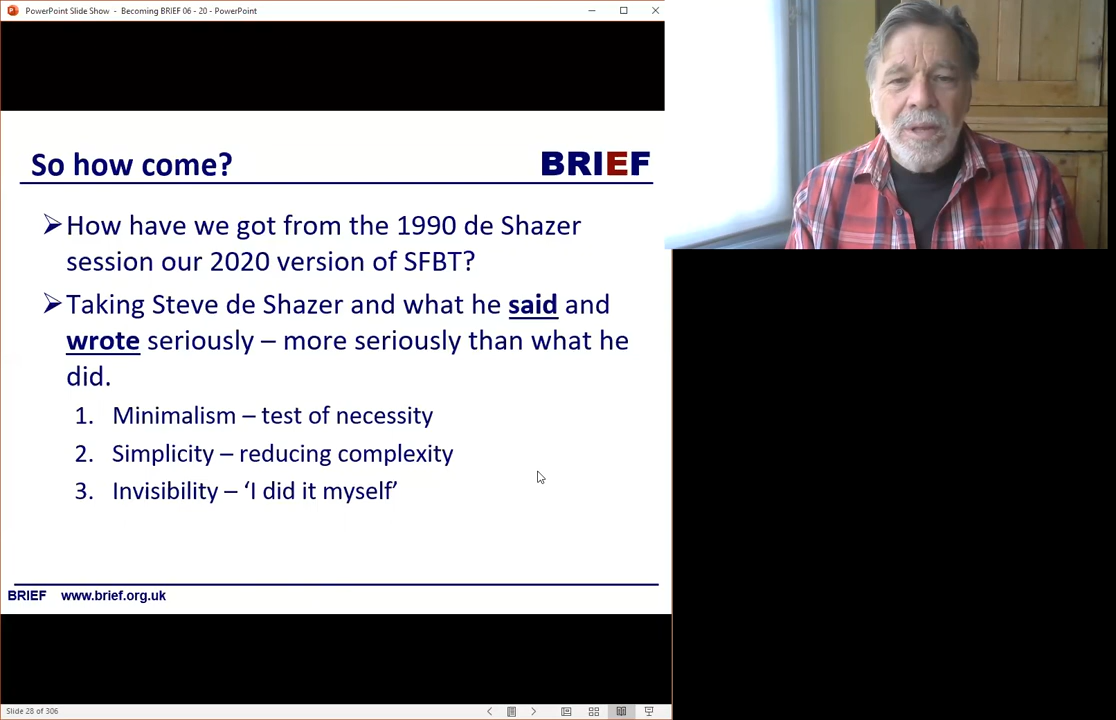 PowerPoint Slide Show - Becoming BRIEF 06 - 20 - PowerPoint
So how come?
BRIEF
How have we got from the 1990 de Shazer
session our 2020 version of SFBT?
Taking Steve de Shazer and what he said and
wrote seriously – more seriously than what he
did.
1. Minimalism – test of necessity
2. Simplicity – reducing complexity
3. Invisibility – ‘I did it myself’
BRIEF www.brief.org.uk
Slide 28 of 306